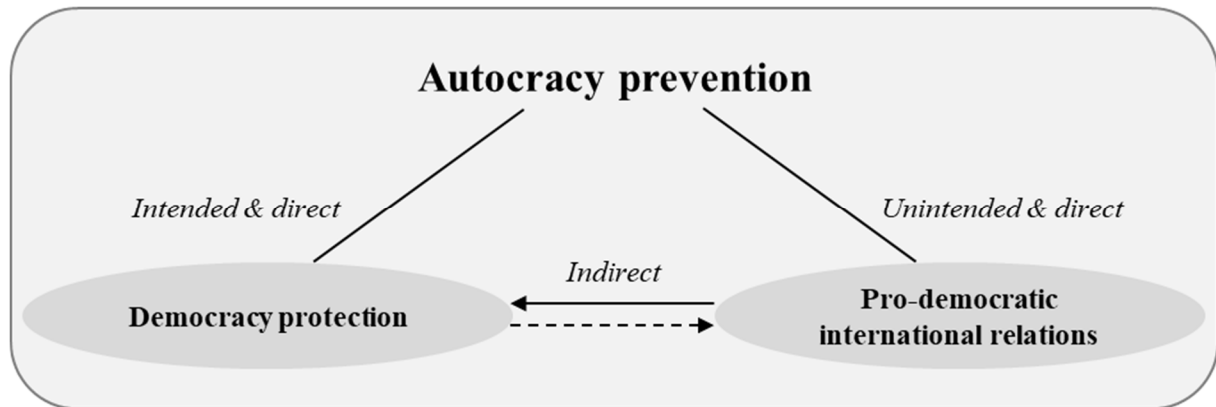 Autocracy prevention
Intended & direct
Unintended & direct
Indirect
Democracy protection
Pro-democratic
international relations